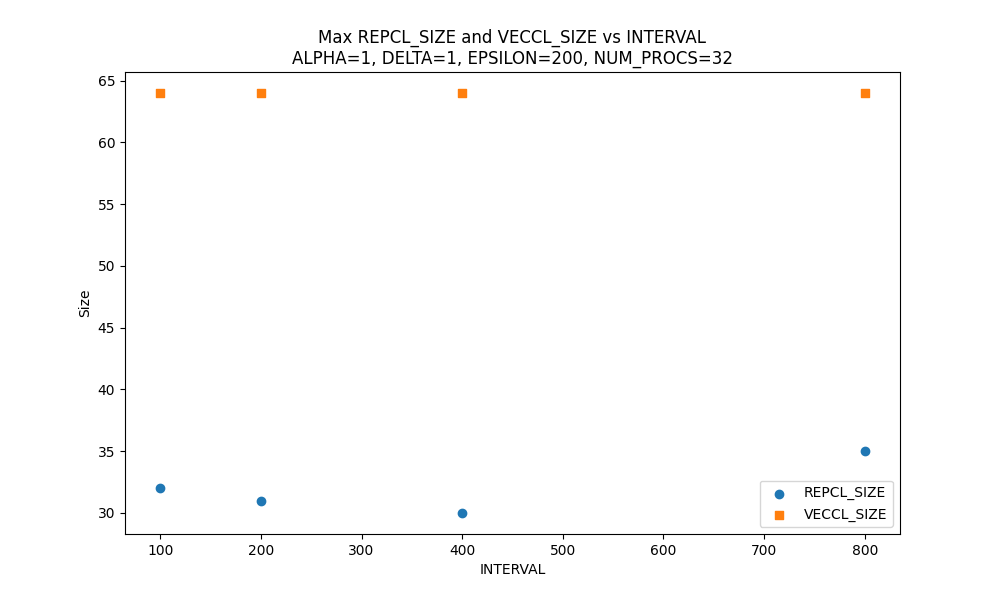 Max REPCL_SIZE and VECCL_SIZE vs INTERVAL
ALPHA=1, DELTA=1, EPSILON=200, NUM_PROCS=32
65
60
55
50
45
40
35
30
Size
100 200 300 400 500 600 700 800
INTERVAL
REPCL_SIZE
VECCL_SIZE